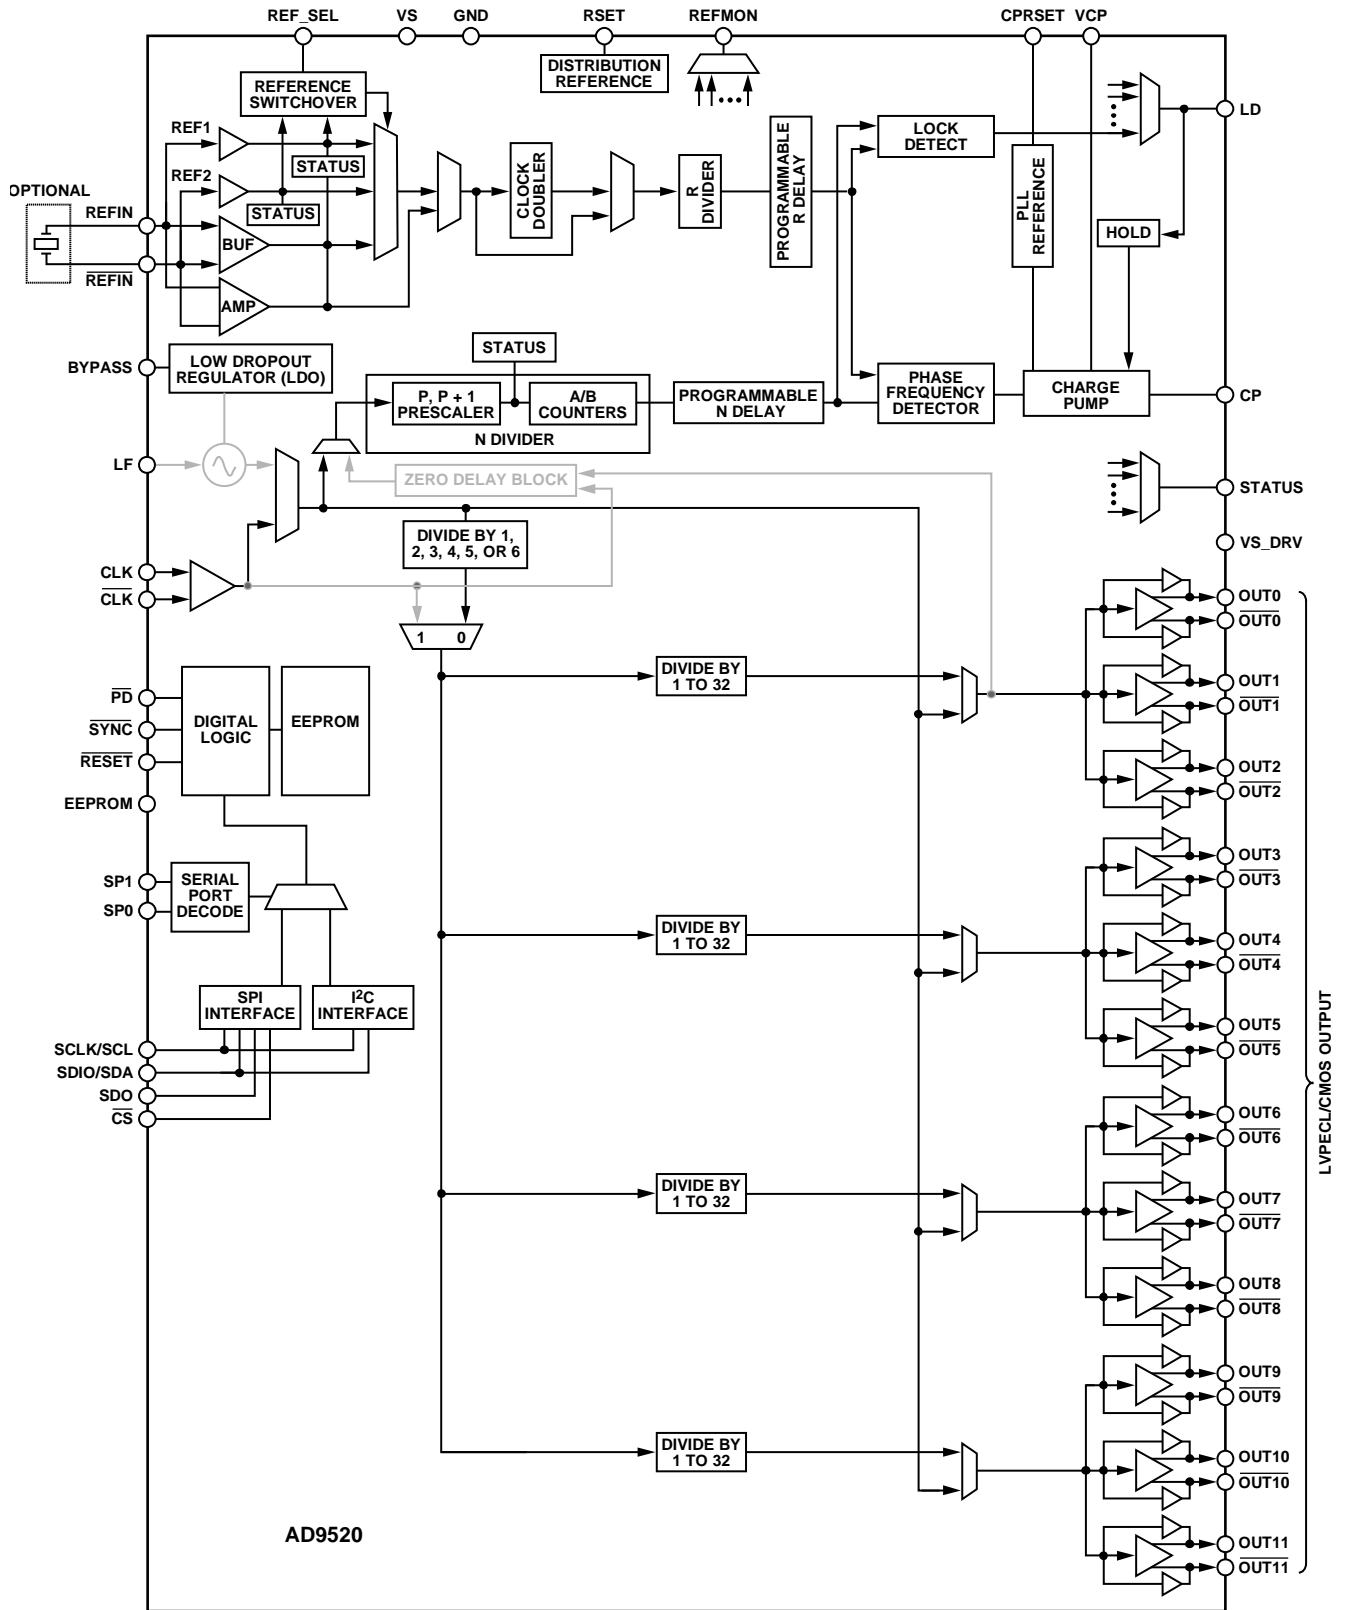 REF_SEL VS GND RSET REFMON CPRSET VCP
DISTRIBUTION
REFERENCE
REFERENCE
SWITCHOVER
LD
REF1
STATUS
REF2
STATUS
OPTIONAL
REFIN
REFIN
BUF
AMP
CLOCK
DOUBLER
R
DIVIDER
PROGRAMMABLE
R DELAY
LOCK
DETECT
PLL
REFERENCE
HOLD
STATUS
BYPASS
LOW DROPOUT
REGULATOR (LDO)
P, P + 1
PRESCALER
A/B
COUNTERS
N DIVIDER
PROGRAMMABLE
N DELAY
PHASE
FREQUENCY
DETECTOR
CHARGE
PUMP
CP
LF
ZERO DELAY BLOCK
STATUS
DIVIDE BY 1,
2, 3, 4, 5, OR 6
VS_DRV
CLK
CLK
1 0
OUT0
OUT0
DIVIDE BY
1 TO 32
OUT1
OUT1
OUT2
OUT2
PD
SYNC
RESET
DIGITAL
LOGIC
EEPROM
EEPROM
OUT3
OUT3
SP1
SP0
SERIAL
PORT
DECODE
DIVIDE BY
1 TO 32
OUT4
OUT4
SPI
INTERFACE
I²C
INTERFACE
OUT5
OUT5
SCLK/SCL
SDIO/SDA
SDO
CS
OUT6
OUT6
LVPECL/CMOS OUTPUT
DIVIDE BY
1 TO 32
OUT7
OUT7
OUT8
OUT8
OUT9
OUT9
DIVIDE BY
1 TO 32
OUT10
OUT10
AD9520
OUT11
OUT11